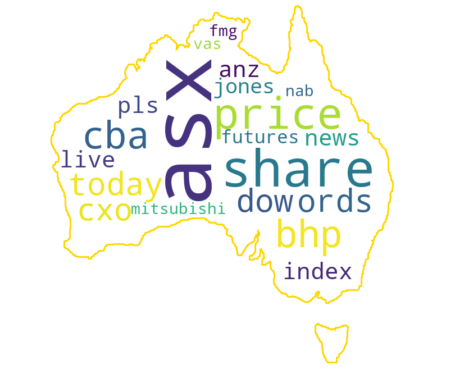 fmg
vas
anz
jones
nab
pls
asx
price
cba
futures
news
live
share
today
dowords
cxo
mitsubishi
bhp
index